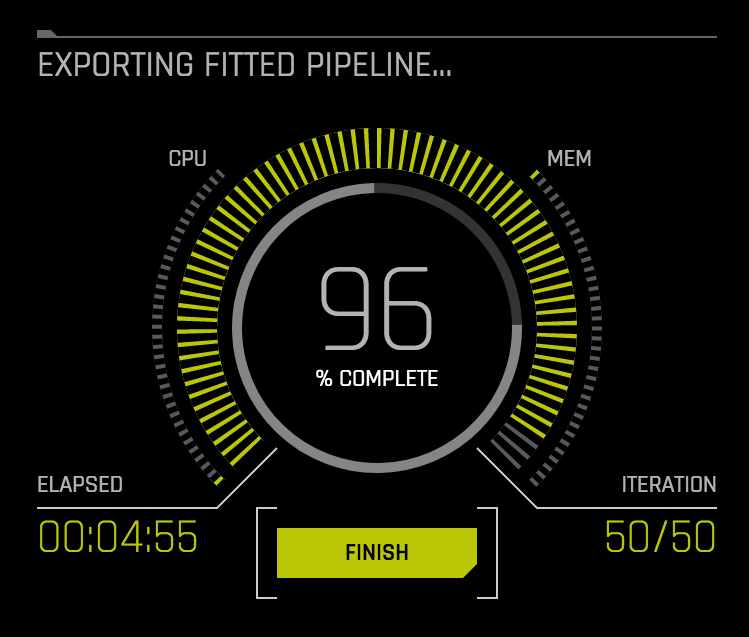 EXPORTING FITTED PIPELINE...
CPU
MEM
96
% COMPLETE
ELAPSED
ITERATION
00:04:55
50/50
FINISH